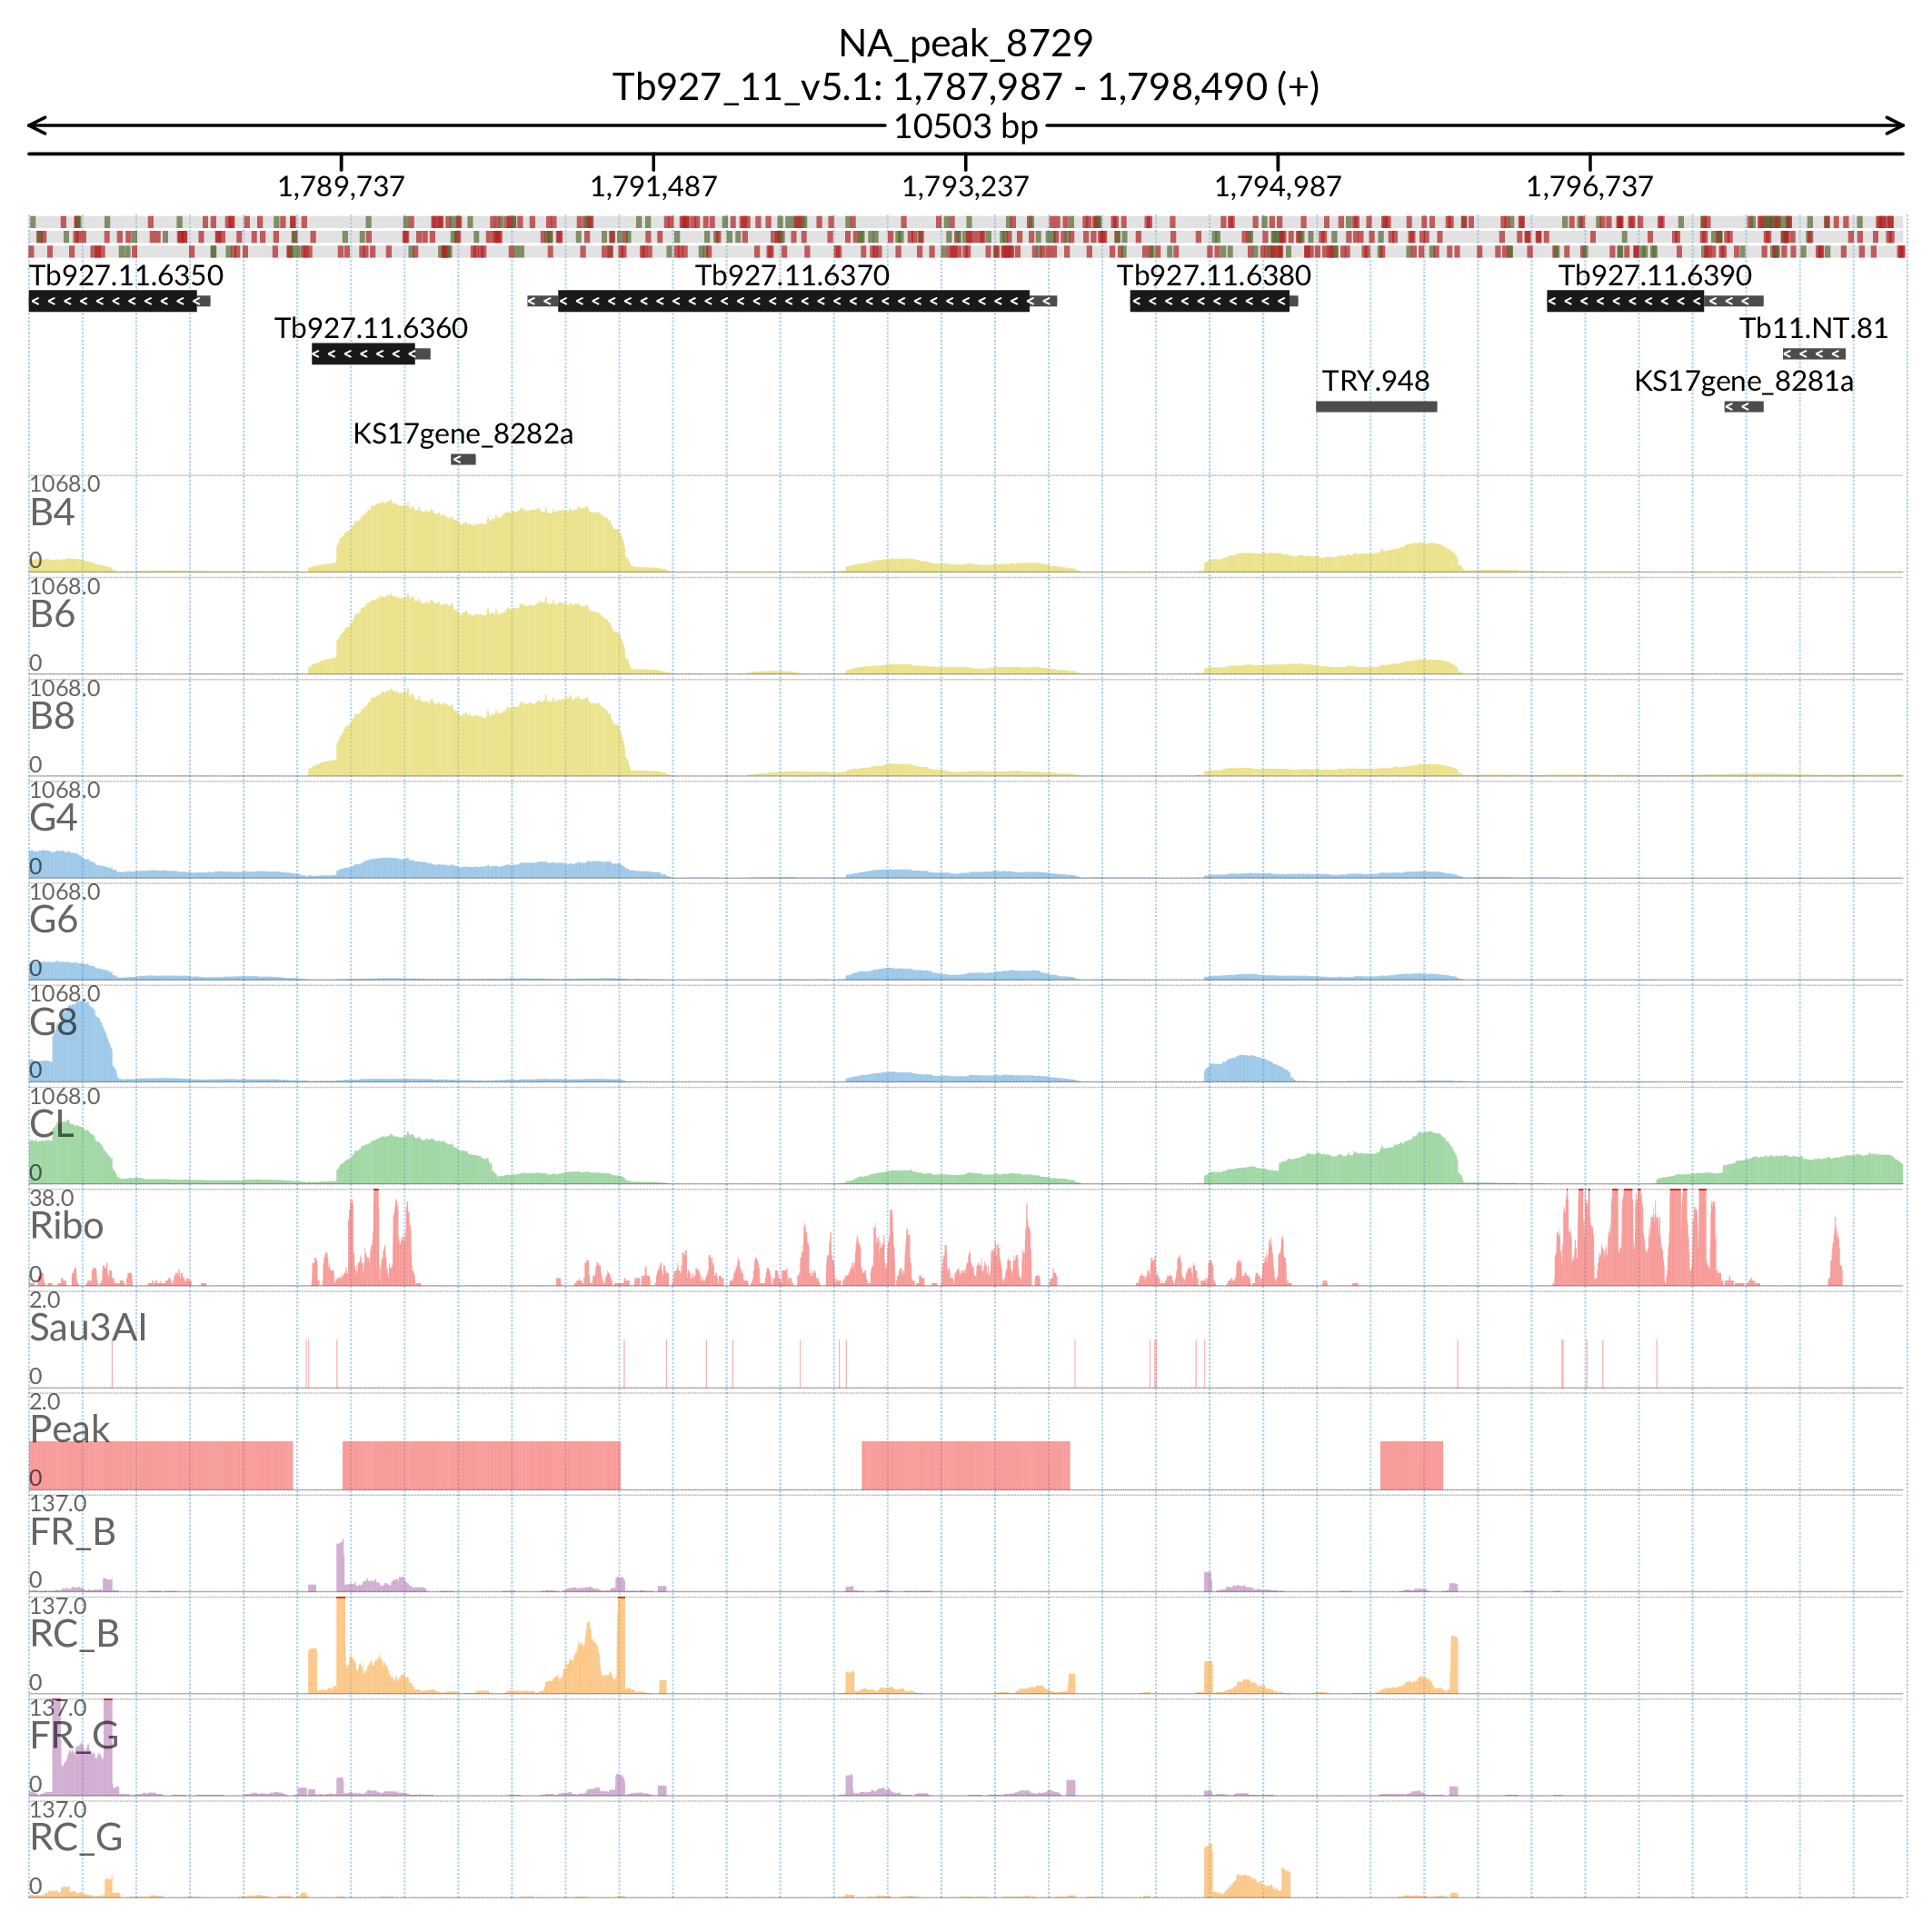 NA_peak_8729
Tb927_11_v5.1: 1,787,987 - 1,798,490 (+)
10503 bp
1,789,737 1,791,487 1,793,237 1,794,987 1,796,737
Tb927.11.6350 Tb927.11.6370 Tb927.11.6380 Tb927.11.6390
Tb927.11.6360 Tb11.NT.81
TRY.948 KS17gene_8281a
KS17gene_8282a
1068.0
B4
0
1068.0
B6
0
1068.0
B8
0
1068.0
G4
0
1068.0
G6
0
1068.0
G8
0
1068.0
CL
0
38.0
Ribo
0
2.0
Sau3AI
0
2.0
Peak
0
137.0
FR_B
0
137.0
RC_B
0
137.0
FR_G
0
137.0
RC_G
0